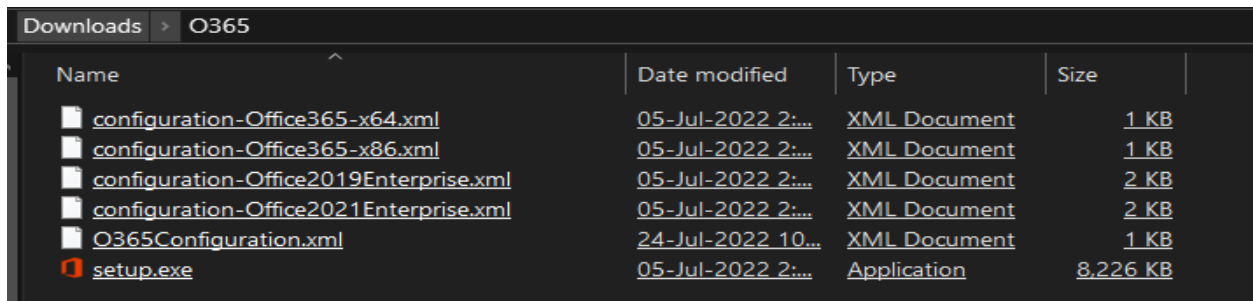 Downloads > O365
Name Date modified Type Size
configuration-Office365-x64.xml 05-Jul-2022 2:... XML Document 1 KB
configuration-Office365-x86.xml 05-Jul-2022 2:... XML Document 1 KB
configuration-Office2019Enterprise.xml 05-Jul-2022 2:... XML Document 2 KB
configuration-Office2021Enterprise.xml 05-Jul-2022 2:... XML Document 2 KB
O365Configuration.xml 24-Jul-2022 10... XML Document 1 KB
setup.exe 05-Jul-2022 2:... Application 8,226 KB